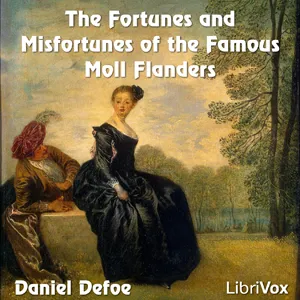 The Fortunes and
Misfortunes of the Famous
Moll Flanders
Daniel Defoe
LibriVox